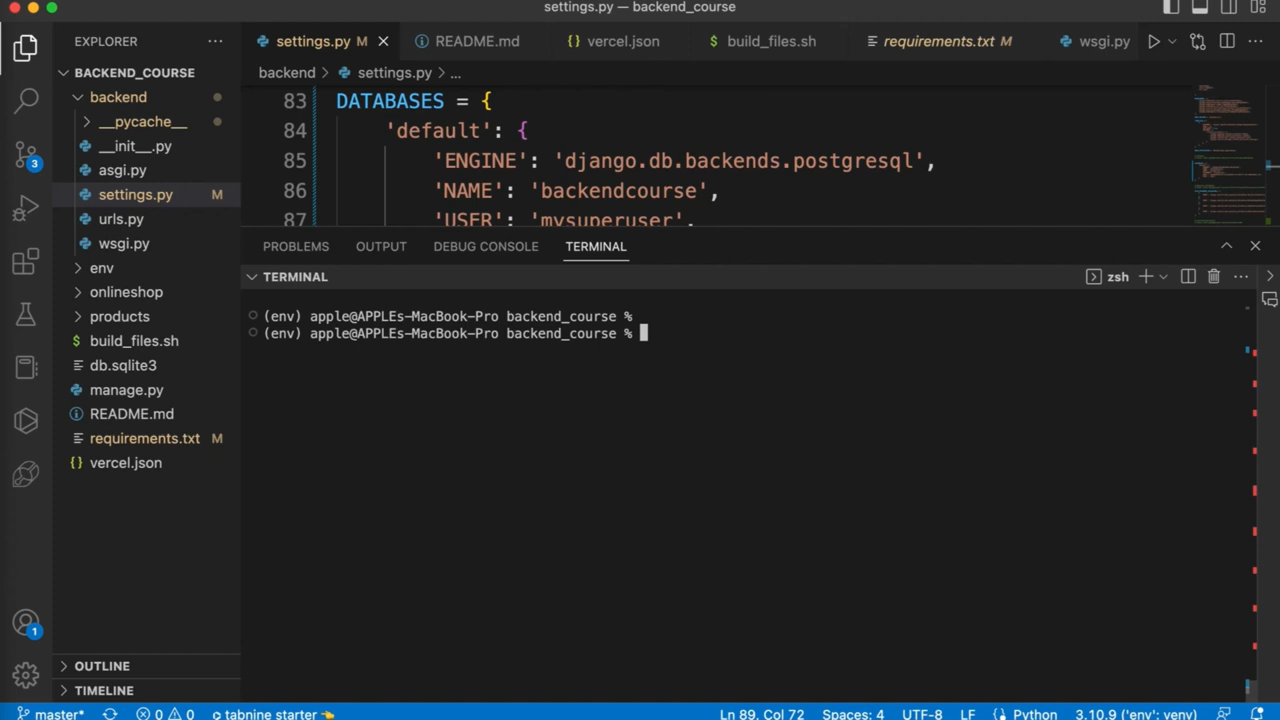 settings.py — backend_course
EXPLORER ...
settings.py M
README.md
{} vercel.json
$ build_files.sh
requirements.txt M
wsgi.py
BACKEND_COURSE
backend
__pycache__
__init__.py
asgi.py
settings.py M
urls.py
wsgi.py
env
onlineshop
products
$ build_files.sh
db.sqlite3
manage.py
README.md
requirements.txt M
{} vercel.json
OUTLINE
TIMELINE
3
1
backend > settings.py > ...
83 DATABASES = {
84 'default': {
85 'ENGINE': 'django.db.backends.postgresql',
86 'NAME': 'backendcourse',
87 'USER': 'mysuperuser',
PROBLEMS OUTPUT DEBUG CONSOLE TERMINAL
TERMINAL
zsh
(env) apple@APPLEs-MacBook-Pro backend_course %
(env) apple@APPLEs-MacBook-Pro backend_course %
master* 0 0 tabnine starter Ln 89, Col 72 Spaces: 4 UTF-8 LF Python 3.10.9 ('env': venv)